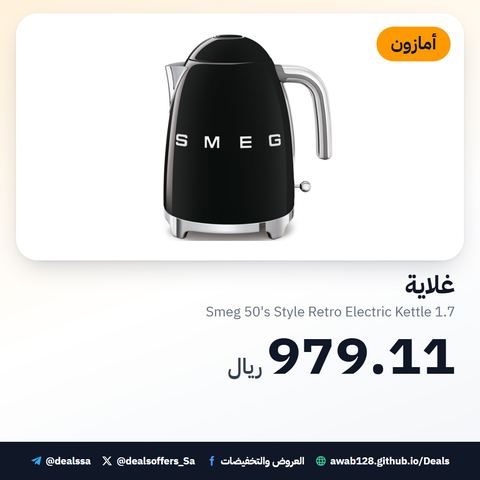 أمازون
SMEG
غلاية
Smeg 50's Style Retro Electric Kettle 1.7
979.11 ريال
@dealssa @dealsoffers_Sa العروض والتخفيضات awab128.github.io/Deals